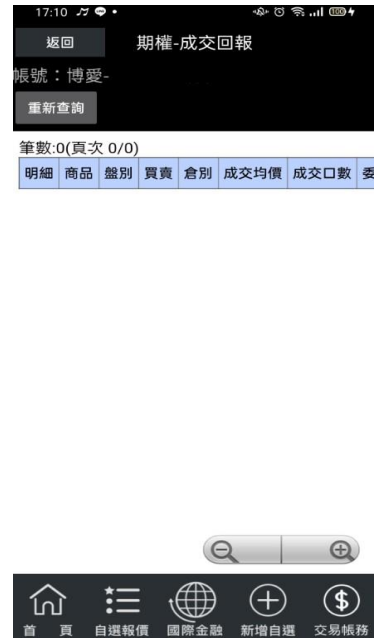 17:10
100
返回 期權-成交回報
帳號：博愛-
重新查詢
筆數:0(頁次 0/0)
明細 商品 盤別 買賣 倉別 成交均價 成交口數 委
首 頁 自選報價 國際金融 新增自選 交易帳務